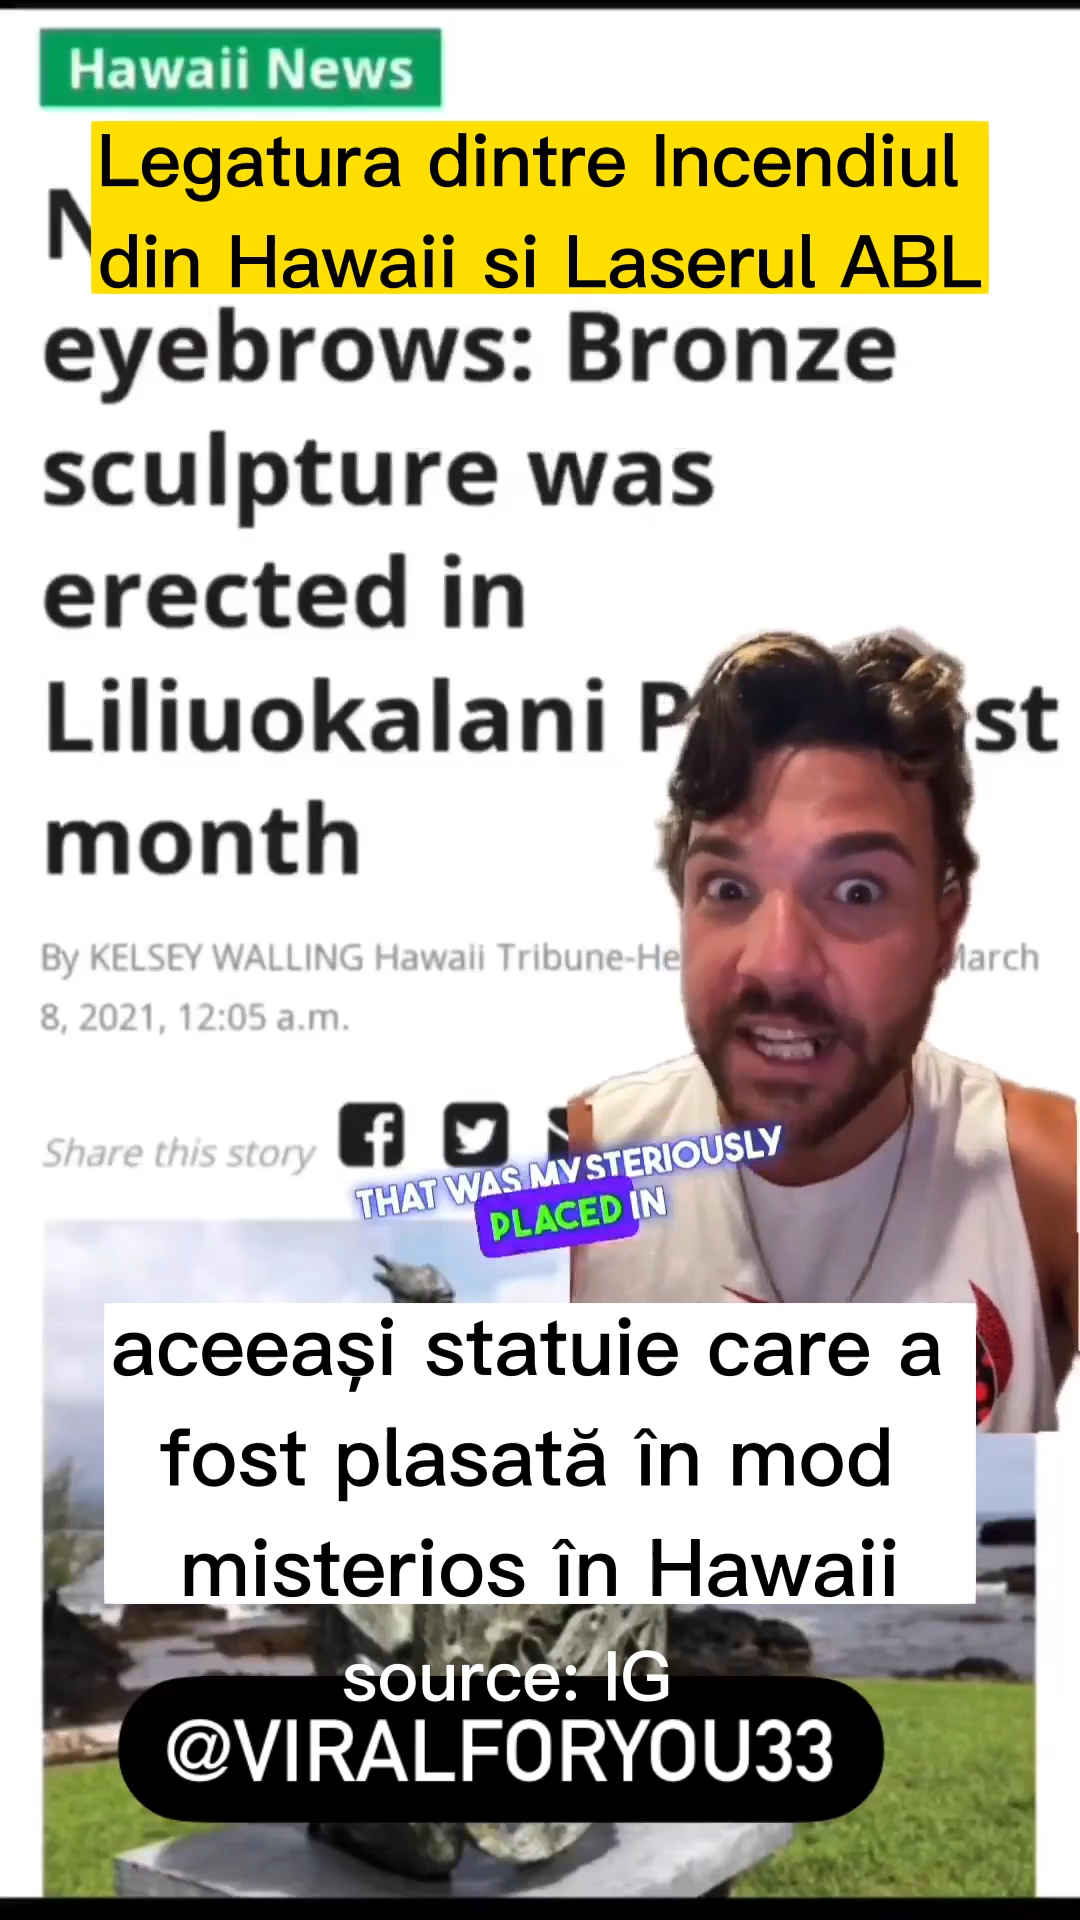 Hawaii News
Legatura dintre Incendiul
din Hawaii si Laserul ABL
eyebrows: Bronze
sculpture was
erected in
Liliuokalani
month
By KELSEY WALLING Hawaii Tribune-He
8, 2021, 12:05 a.m.
Share this story
THAT WAS MYSTERIOUSLY
PLACED IN
aceeași statuie care a
fost plasată în mod
misterios în Hawaii
source: IG
@VIRALFORYOU33